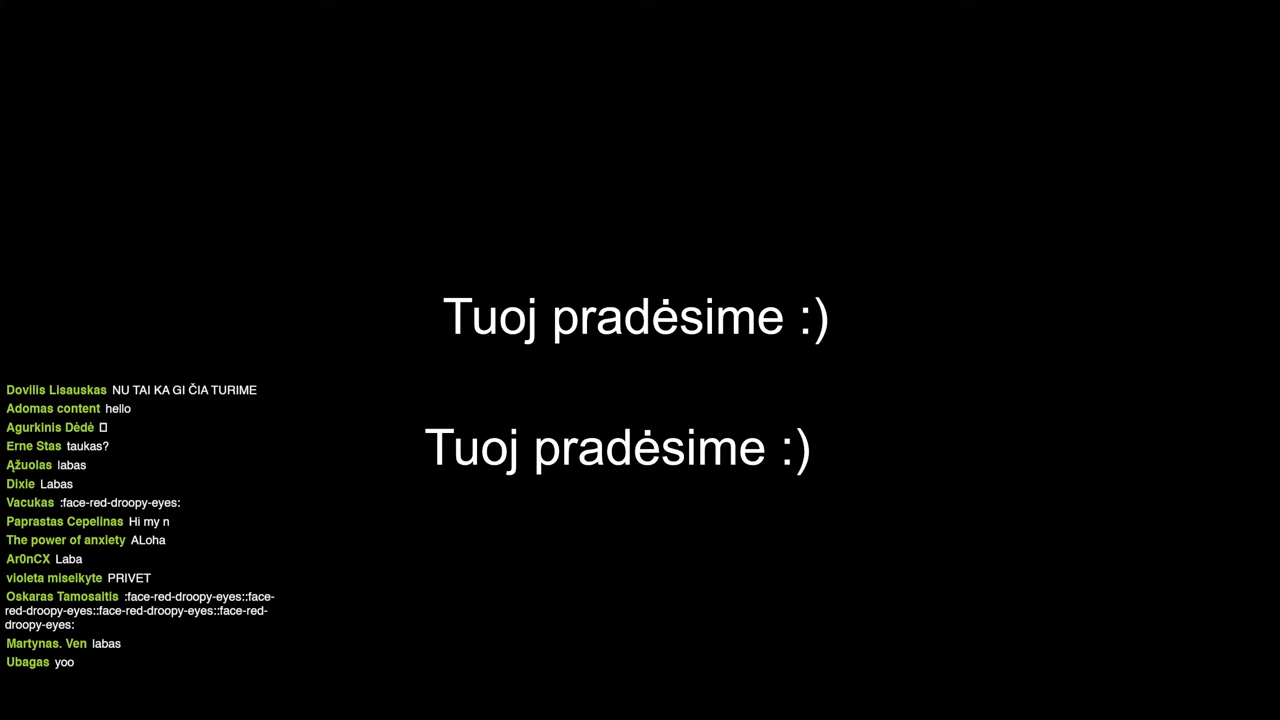 Tuoj pradėsime :)
Tuoj pradėsime :)
Dovilis Lisauskas NU TAI KA GI ČIA TURIME
Adomas content hello
Agurkinis Dėdė
Erne Stas taukas?
Ąžuolas labas
Dixie Labas
Vacukas :face-red-droopy-eyes:
Paprastas Cepelinas Hi my n
The power of anxiety ALoha
Ar0nCX Laba
violeta miseikyte PRIVET
Oskaras Tamosaitis :face-red-droopy-eyes::face-
red-droopy-eyes::face-red-droopy-eyes::face-red-
droopy-eyes:
Martynas. Ven labas
Ubagas yoo